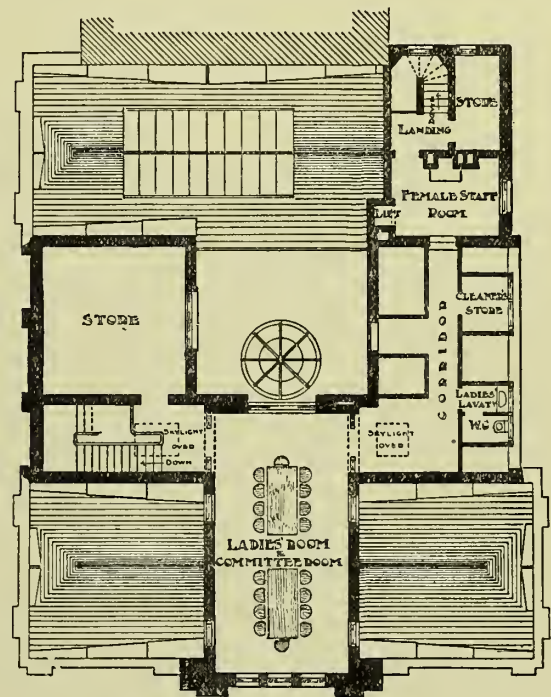 STORE
LANDING
FEMALE STAFF
ROOM
LIFT
STORE
CLEANER'S
STORE
CORRIDOR
LADIES'
LAVATY
W.C.
SKYLIGHT
OVER
DOWN
SKYLIGHT
OVER
LADIES' ROOM
&
COMMITTEE ROOM